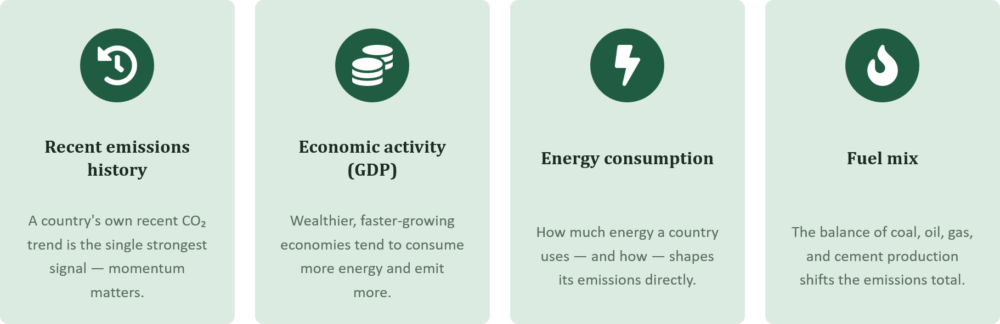 Recent emissions
history
A country's own recent CO₂
trend is the single strongest
signal — momentum
matters.
Economic activity
(GDP)
Wealthier, faster-growing
economies tend to consume
more energy and emit
more.
Energy consumption
How much energy a country
uses — and how — shapes
its emissions directly.
Fuel mix
The balance of coal, oil, gas,
and cement production
shifts the emissions total.